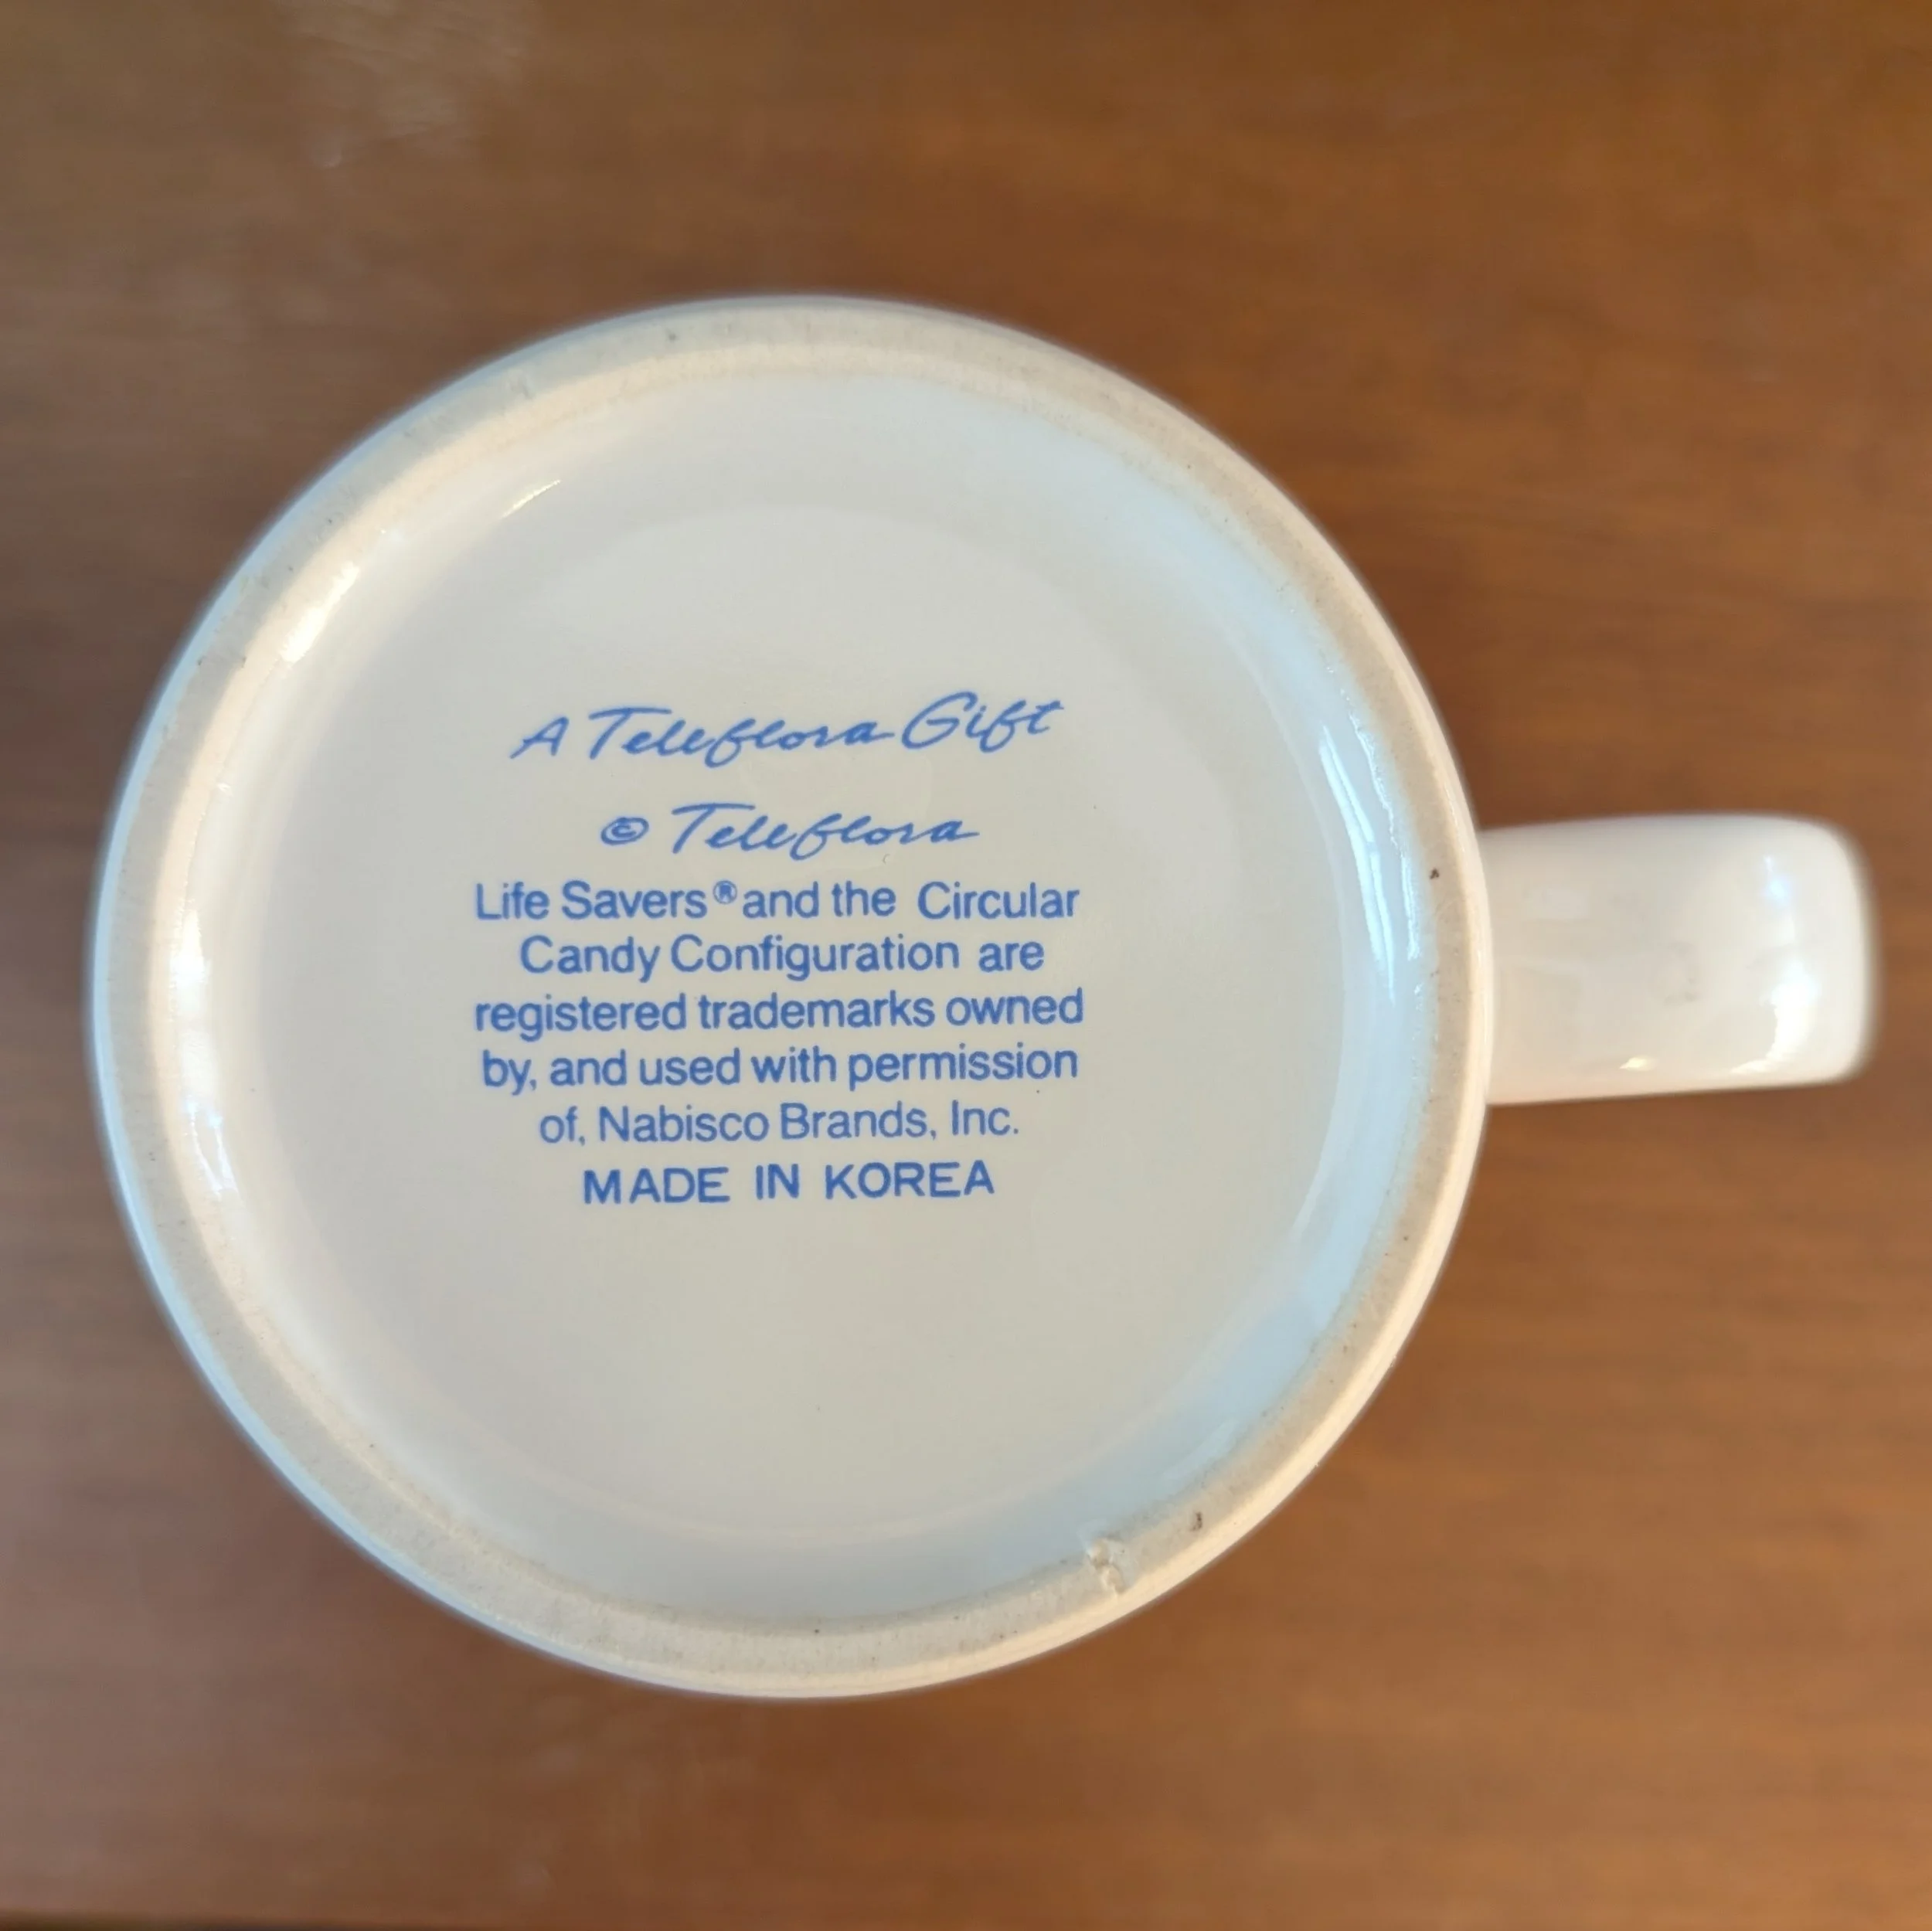 A Teleflora Gift
© Teleflora
Life Savers® and the Circular
Candy Configuration are
registered trademarks owned
by, and used with permission
of, Nabisco Brands, Inc.
MADE IN KOREA